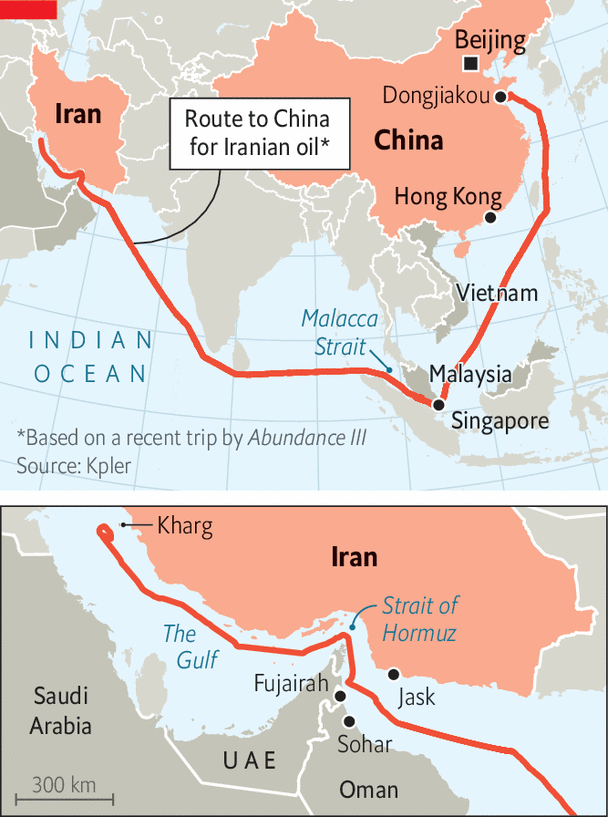 Beijing
Dongjiakou
Iran
Route to China
for Iranian oil*
China
Hong Kong
Vietnam
Malacca
Strait
INDIAN
OCEAN
Malaysia
Singapore
*Based on a recent trip by Abundance III
Source: Kpler
Kharg
Iran
Strait of
Hormuz
The
Gulf
Fujairah
Jask
Saudi
Arabia
Sohar
UAE
Oman
300 km